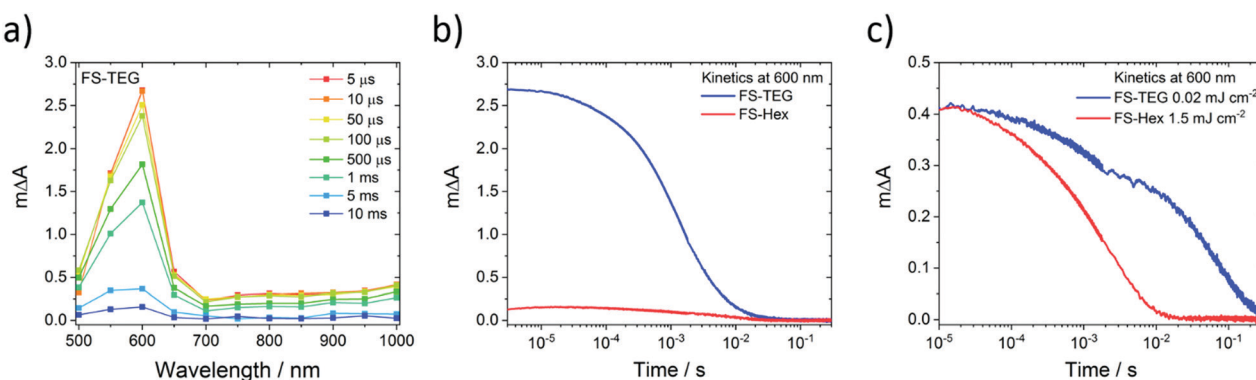 a)
FS-TEG
5 μs
10 μs
50 μs
100 μs
500 μs
1 ms
5 ms
10 ms
3.0
2.5
2.0
1.5
1.0
0.5
0.0
mΔA
500 600 700 800 900 1000
Wavelength / nm
b)
Kinetics at 600 nm
FS-TEG
FS-Hex
3.0
2.5
2.0
1.5
1.0
0.5
0.0
mΔA
10⁻⁵ 10⁻⁴ 10⁻³ 10⁻² 10⁻¹
Time / s
c)
Kinetics at 600 nm
FS-TEG 0.02 mJ cm⁻²
FS-Hex 1.5 mJ cm⁻²
0.5
0.4
0.3
0.2
0.1
0.0
mΔA
10⁻⁵ 10⁻⁴ 10⁻³ 10⁻² 10⁻¹
Time / s